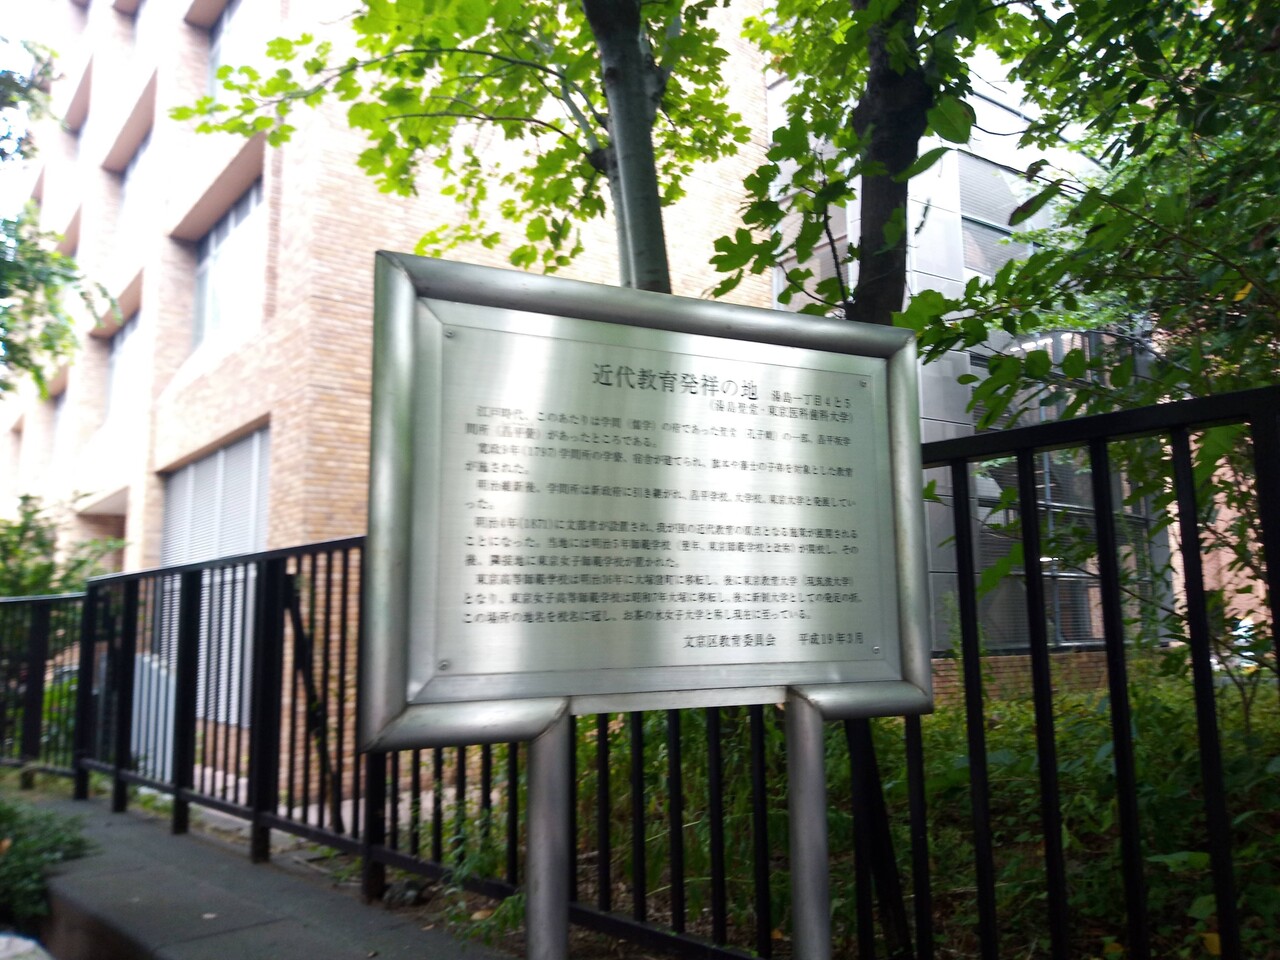 近代教育発祥の地 湯島一丁目4と5
(湯島聖堂・東京医科歯科大学)
江戸時代、このあたりは学問(儒学)の府であった聖堂(孔子廟)の一部、昌平坂学
問所(昌平黌)があったところである。
寛政9年(1797)学問所の学寮、宿舎が建てられ、旗本や藩士の子弟を対象とした教育
が施された。
明治維新後、学問所は新政府に引き継がれ、昌平学校、大学校、東京大学と発展してい
った。
明治4年(1871)に文部省が設置され、我が国の近代教育の原点となる施策が展開される
ことになった。当地には明治5年師範学校(翌年、東京師範学校と改称)が開校し、その
後、隣接地に東京女子師範学校が置かれた。
東京高等師範学校は明治36年に大塚窪町に移転し、後に東京教育大学(現筑波大学)
となり、東京女子高等師範学校は昭和7年大塚に移転し、後に新制大学としての発足の折、
この場所の地名を校名に冠し、お茶の水女子大学と称し現在に至っている。
文京区教育委員会 平成19年3月